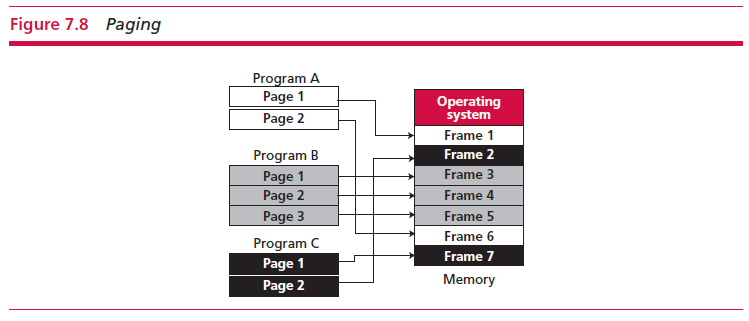 Figure 7.8 Paging
Program A
Page 1
Page 2
Program B
Page 1
Page 2
Page 3
Program C
Page 1
Page 2
Operating
system
Frame 1
Frame 2
Frame 3
Frame 4
Frame 5
Frame 6
Frame 7
Memory